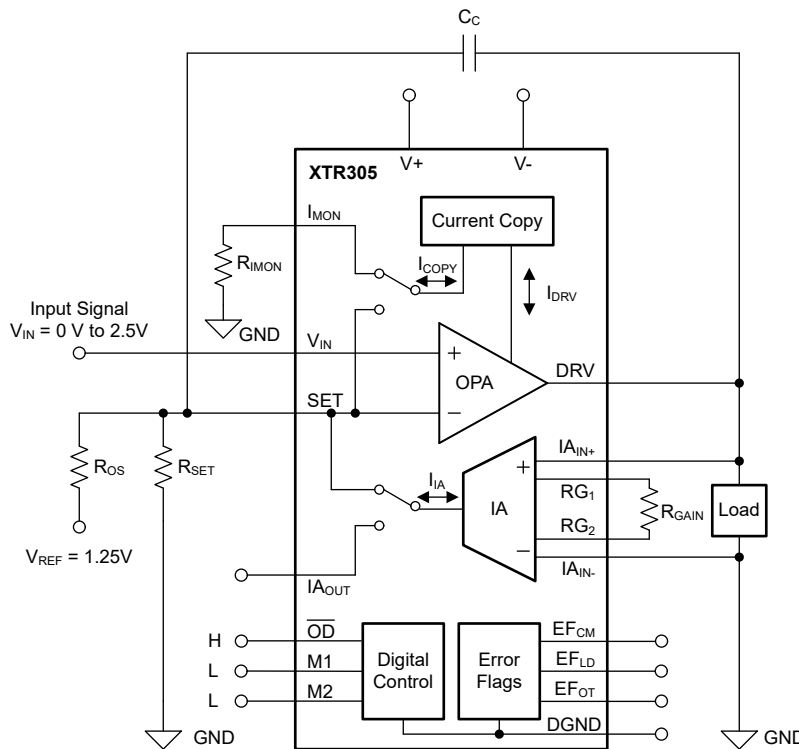 C_C
V+
V-
XTR305
I_MON
Current Copy
R_IMON
I_COPY
I_DRV
Input Signal
V_IN = 0 V to 2.5V
GND
V_IN
+
OPA
DRV
SET
−
R_OS
R_SET
IA_IN+
I_IA
+
RG_1
IA
R_GAIN
Load
RG_2
−
V_REF = 1.25V
IA_IN-
IA_OUT
H
OD
L
M1
L
M2
Digital
Control
Error
Flags
EF_CM
EF_LD
EF_OT
DGND
GND
GND